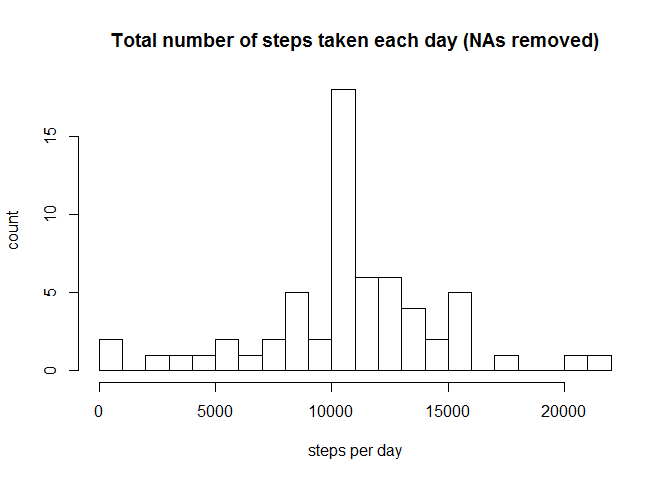 Total number of steps taken each day (NAs removed)
count
0
5
10
15
0 5000 10000 15000 20000
steps per day